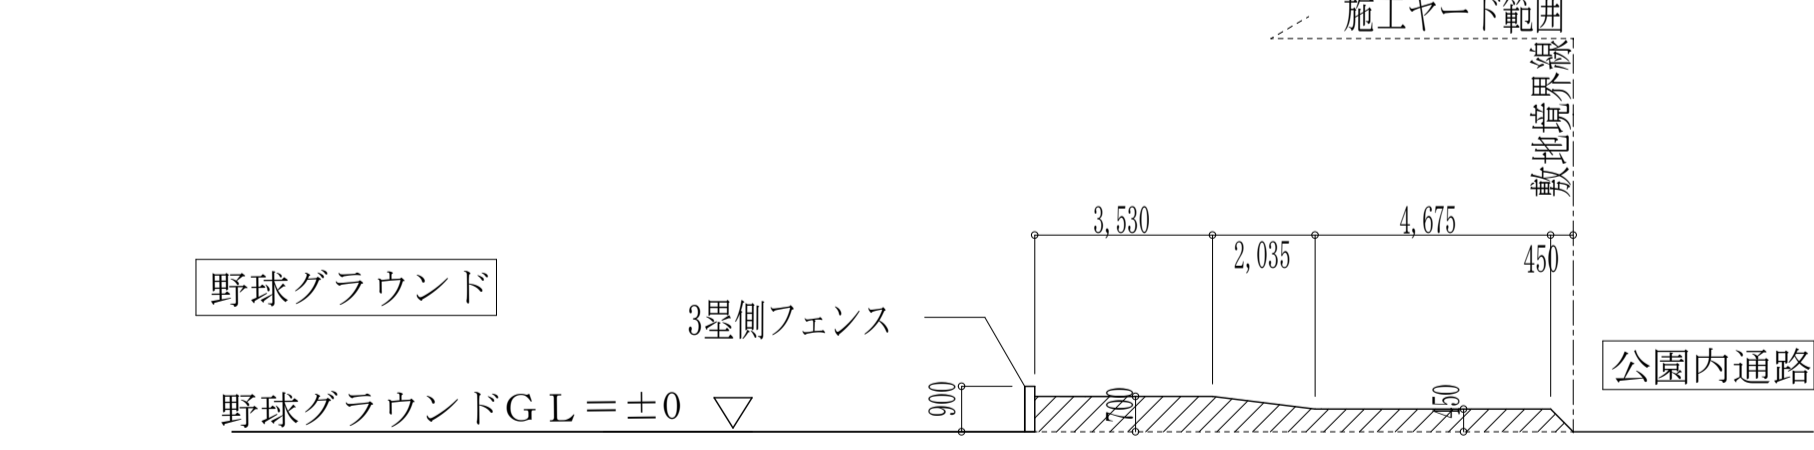 施工ヤード範囲
敷地境界線
3,530
4,675
2,035
450
野球グラウンド
3塁側フェンス
公園内通路
900
700
450
野球グラウンドGL=±0